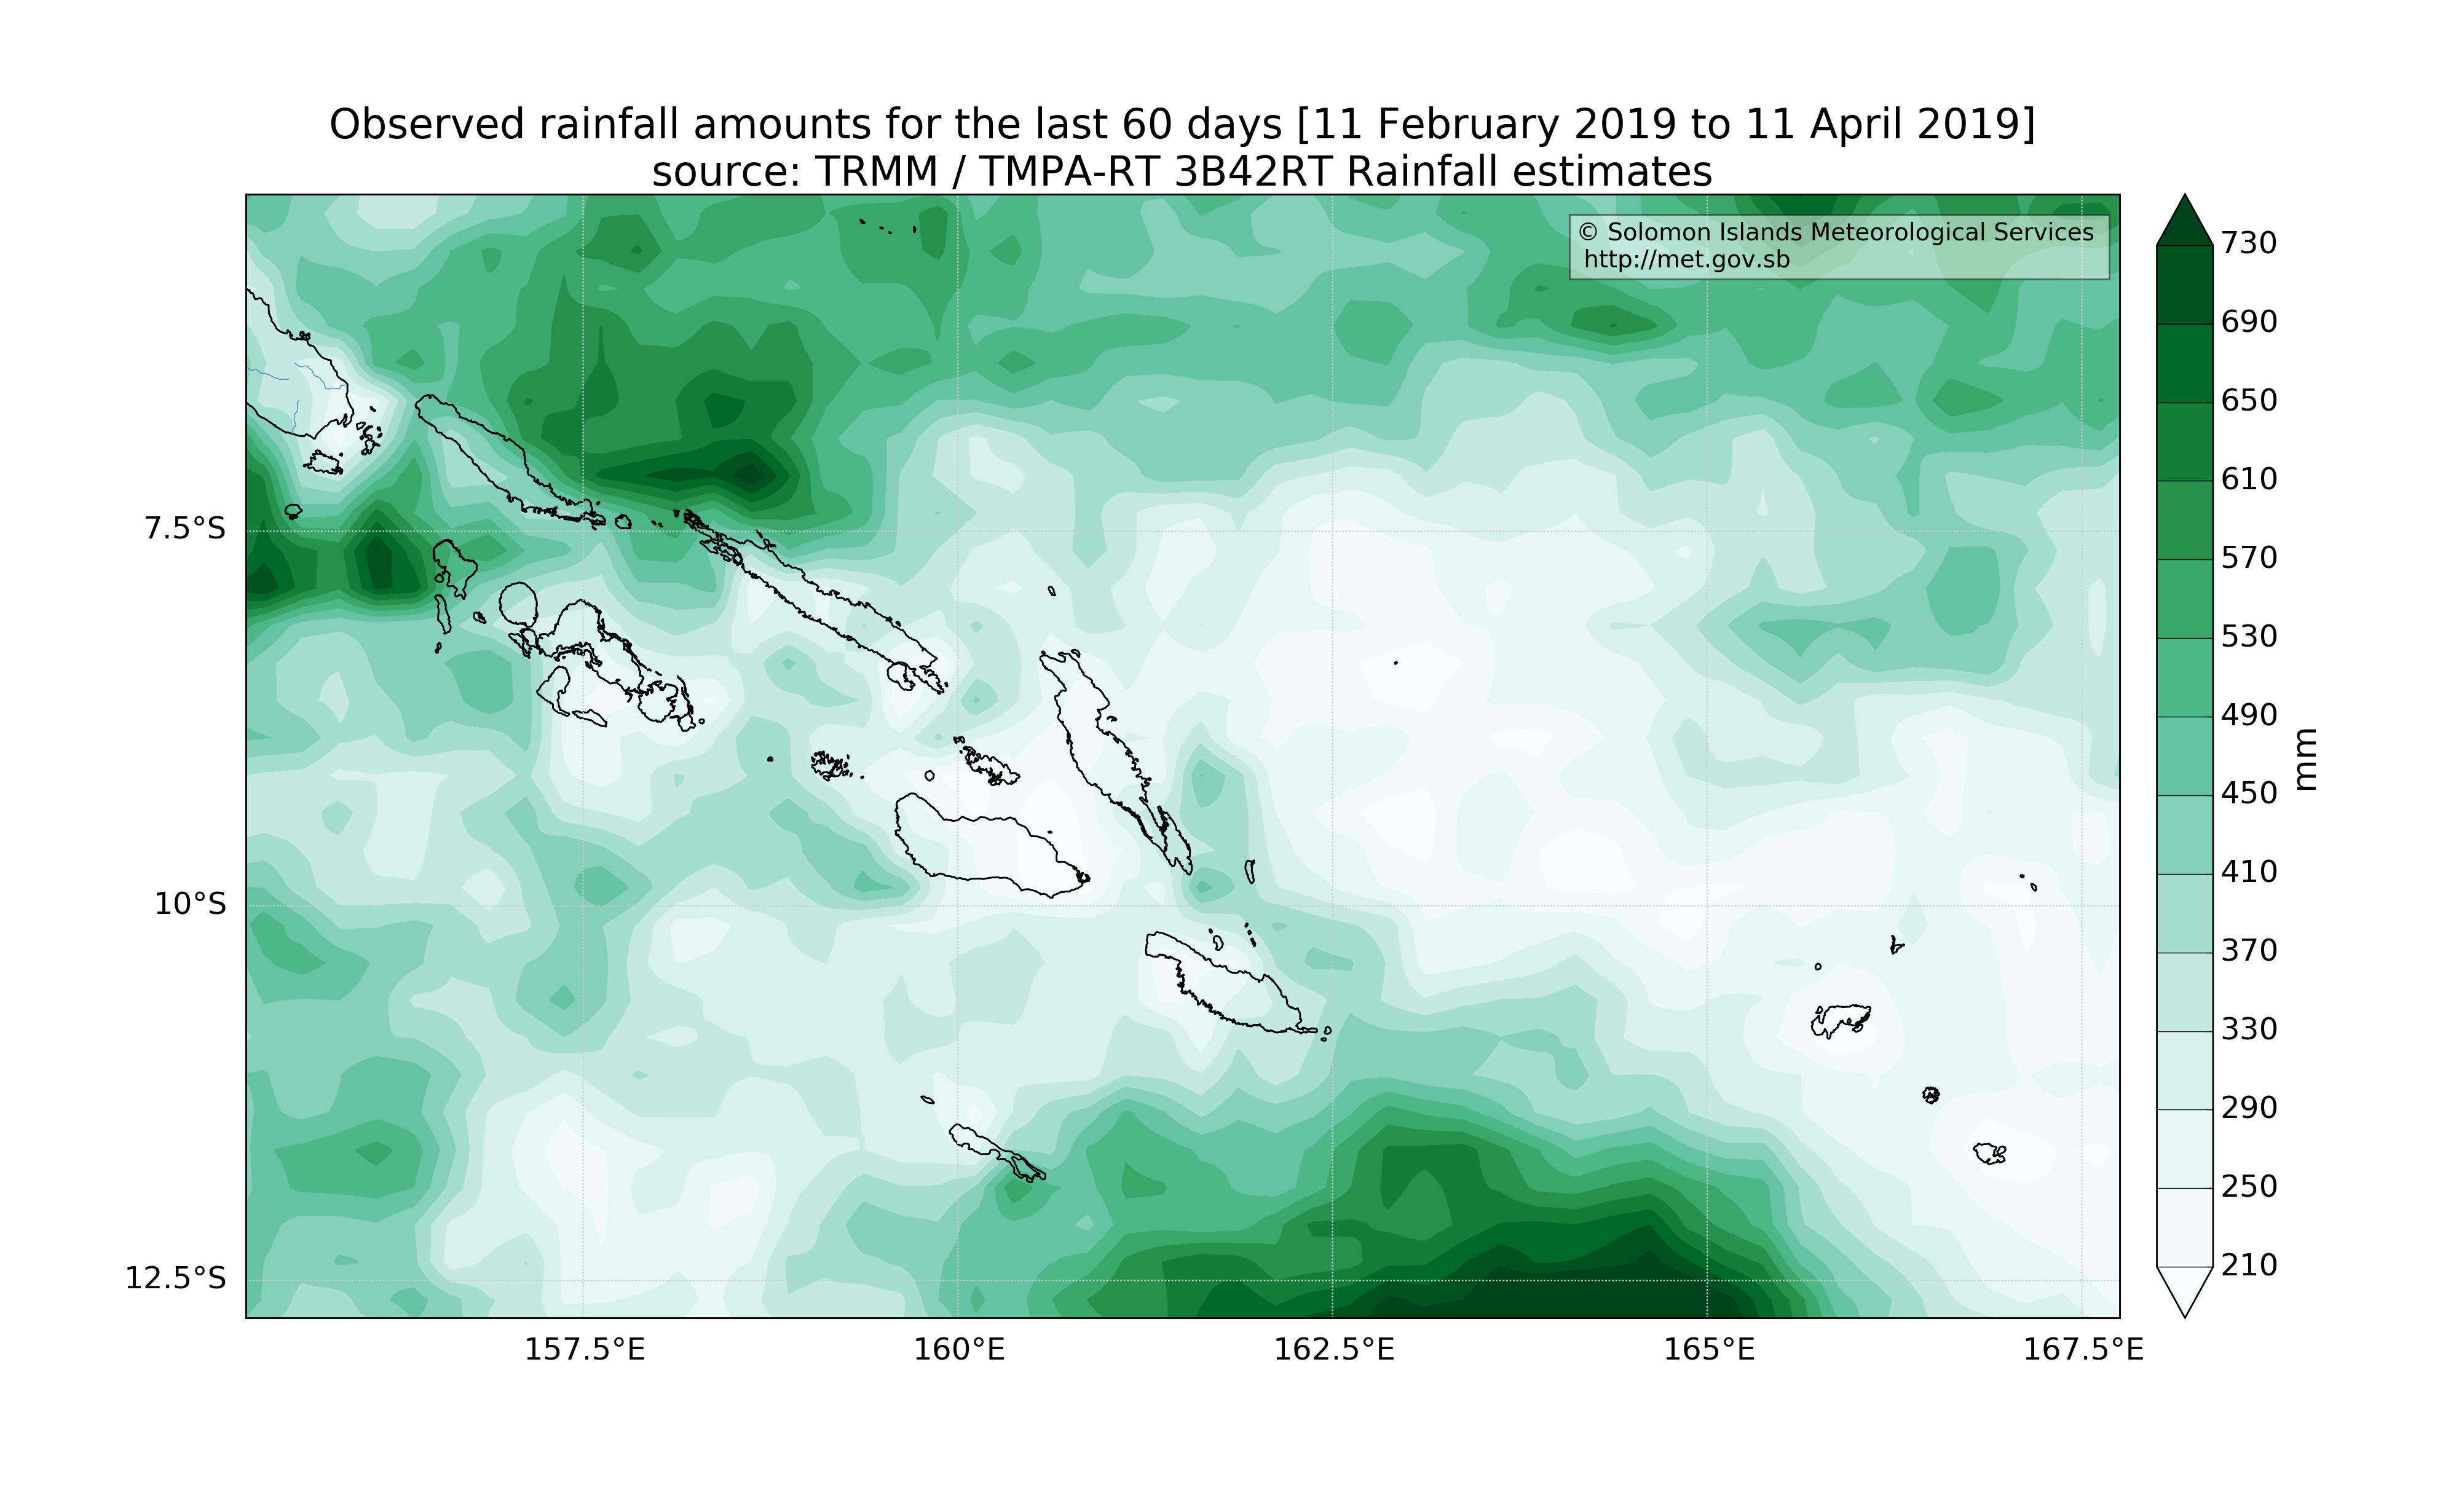 Observed rainfall amounts for the last 60 days [11 February 2019 to 11 April 2019]
source: TRMM / TMPA-RT 3B42RT Rainfall estimates
© Solomon Islands Meteorological Services
http://met.gov.sb
7.5°S
10°S
12.5°S
157.5°E
160°E
162.5°E
165°E
167.5°E
730
690
650
610
570
530
490
450
410
370
330
290
250
210
mm